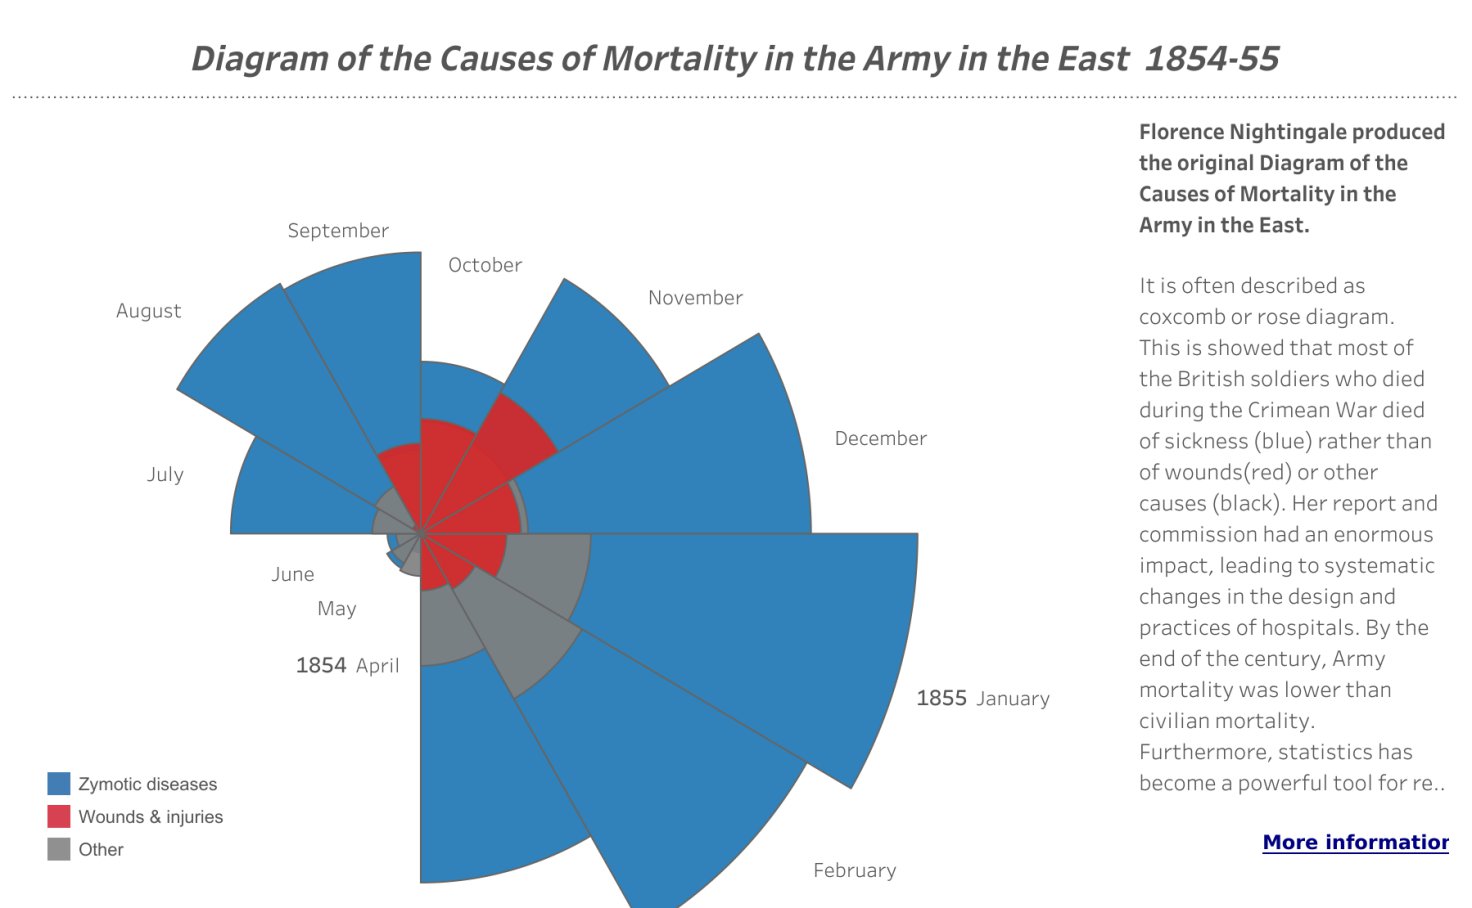 Diagram of the Causes of Mortality in the Army in the East 1854-55
Florence Nightingale produced
the original Diagram of the
Causes of Mortality in the
Army in the East.
It is often described as
coxcomb or rose diagram.
This is showed that most of
the British soldiers who died
during the Crimean War died
of sickness (blue) rather than
of wounds(red) or other
causes (black). Her report and
commission had an enormous
impact, leading to systematic
changes in the design and
practices of hospitals. By the
end of the century, Army
mortality was lower than
civilian mortality.
Furthermore, statistics has
become a powerful tool for re..
More information
September
October
August
November
December
July
June
May
1854 April
1855 January
February
Zymotic diseases
Wounds & injuries
Other